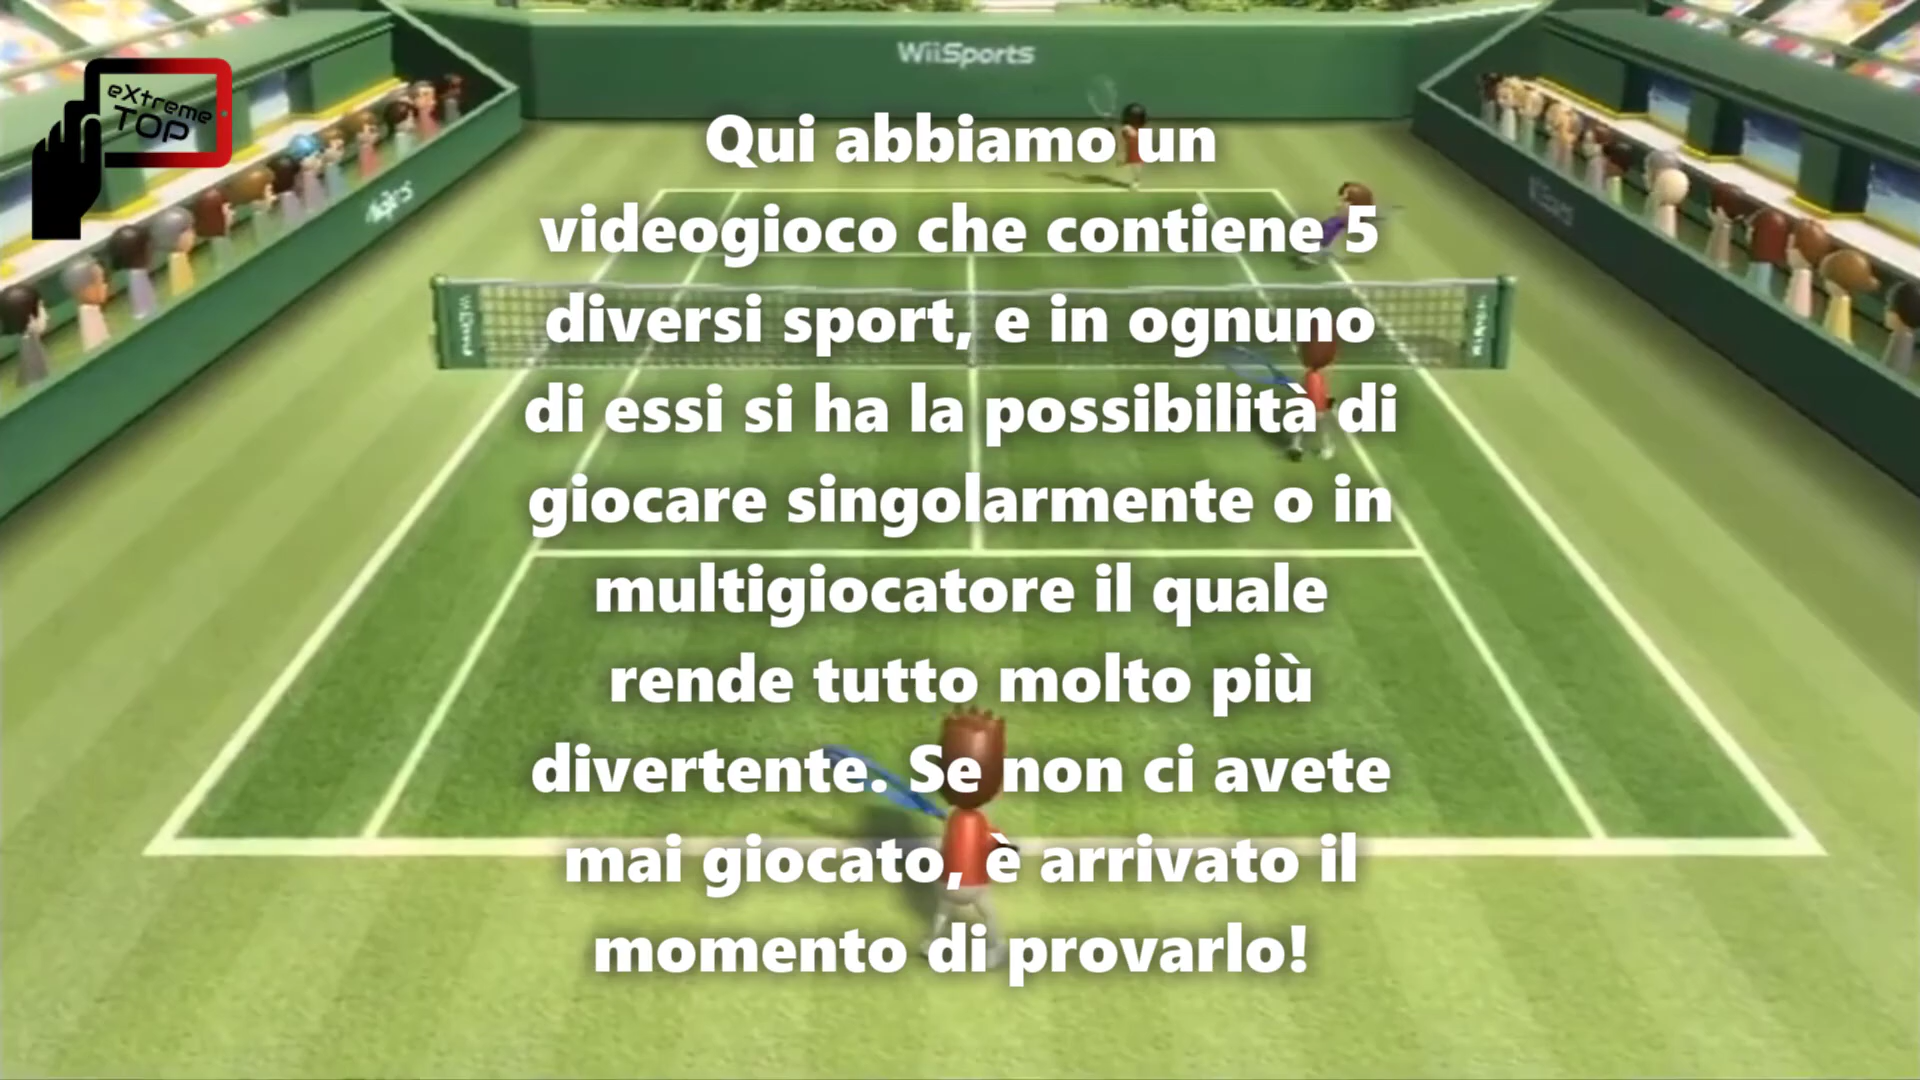 WiiSports
eXtreme
TOP
Qui abbiamo un
videogioco che contiene 5
diversi sport, e in ognuno
di essi si ha la possibilità di
giocare singolarmente o in
multigiocatore il quale
rende tutto molto più
divertente. Se non ci avete
mai giocato, è arrivato il
momento di provarlo!